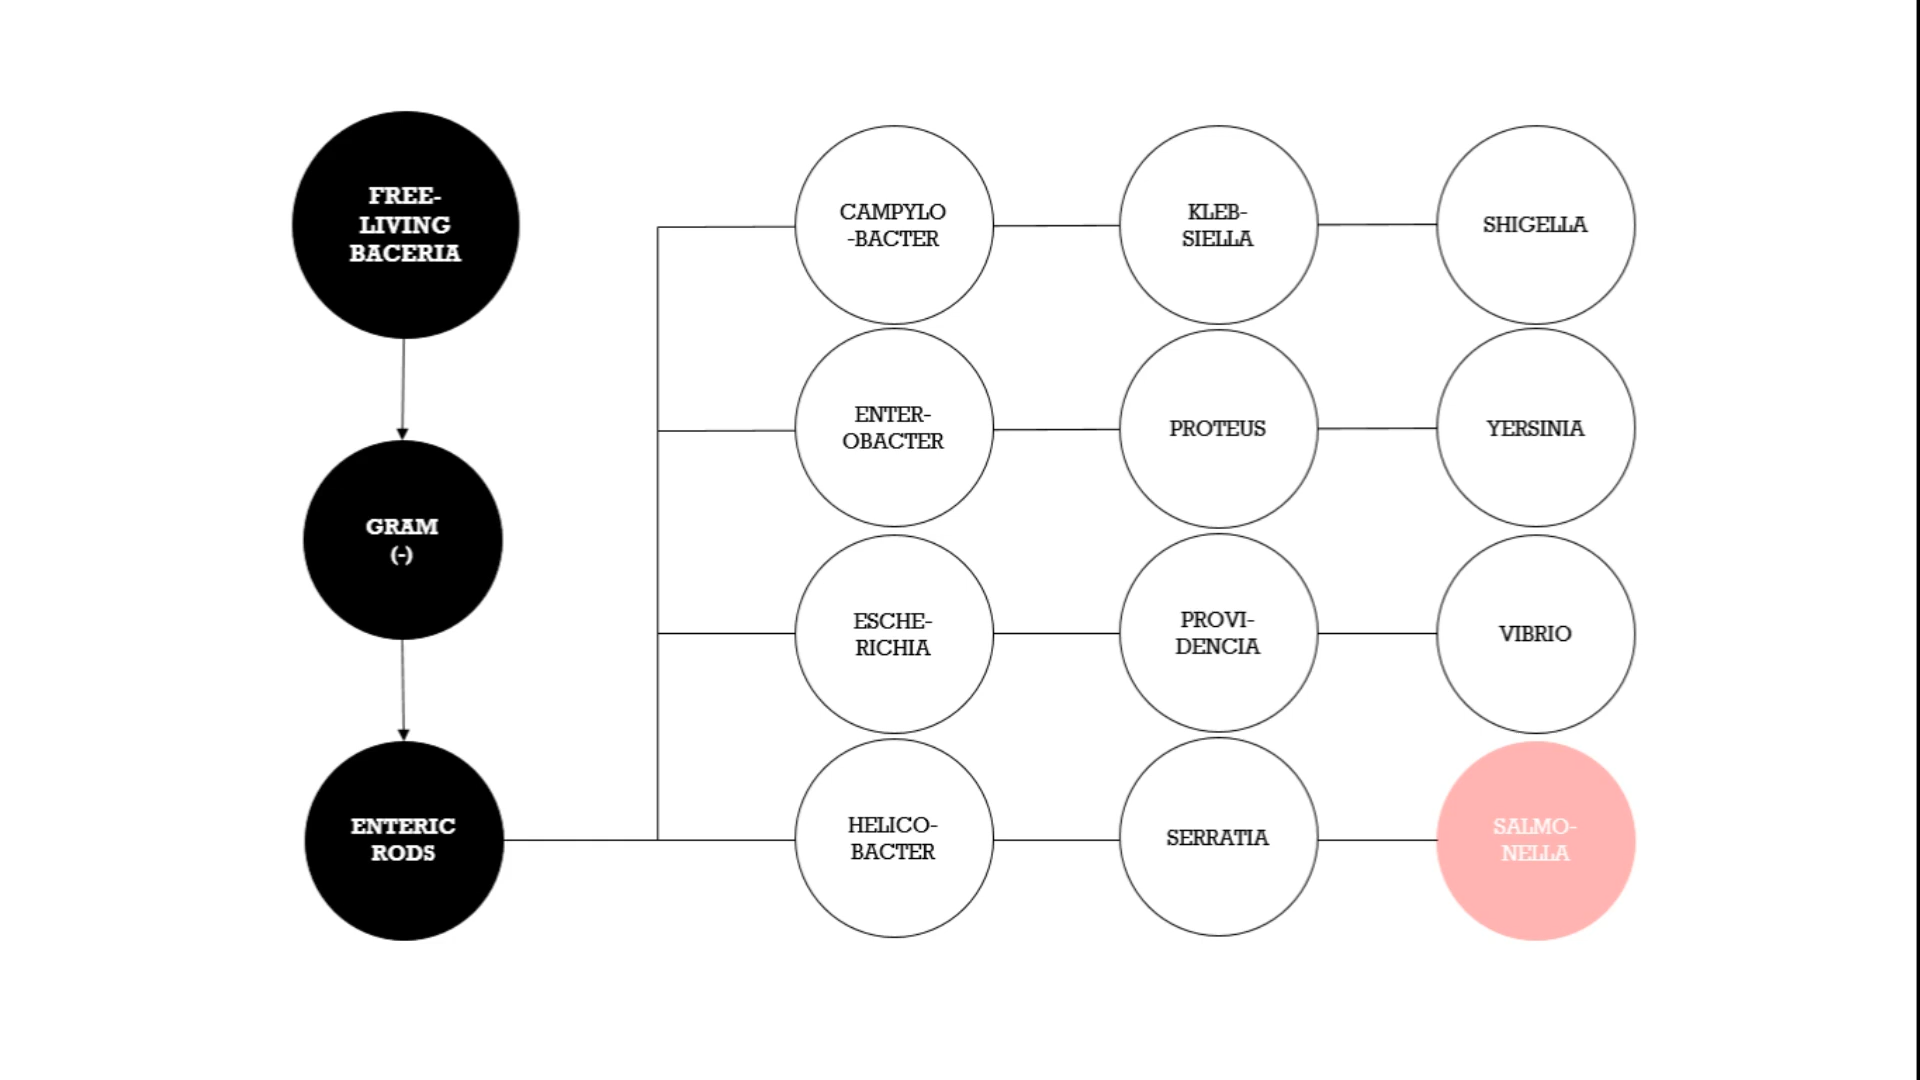 FREE-
LIVING
BACERIA
GRAM
(-)
ENTERIC
RODS
CAMPYLO
-BACTER
KLEB-
SIELLA
SHIGELLA
ENTER-
OBACTER
PROTEUS
YERSINIA
ESCHE-
RICHIA
PROVI-
DENCIA
VIBRIO
HELICO-
BACTER
SERRATIA
SALMO-
NELLA